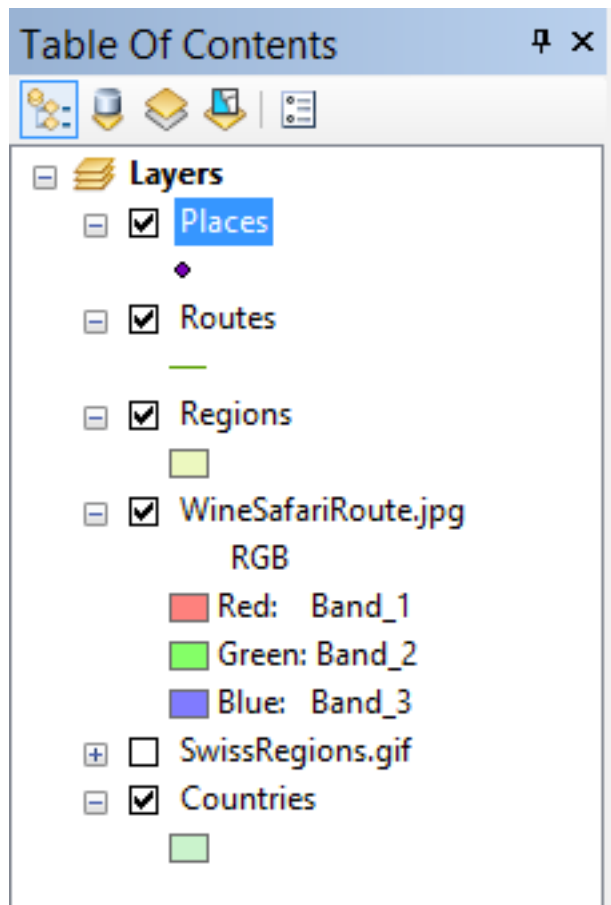 Table Of Contents
Layers
Places
Routes
Regions
WineSafariRoute.jpg
RGB
Red: Band_1
Green: Band_2
Blue: Band_3
SwissRegions.gif
Countries